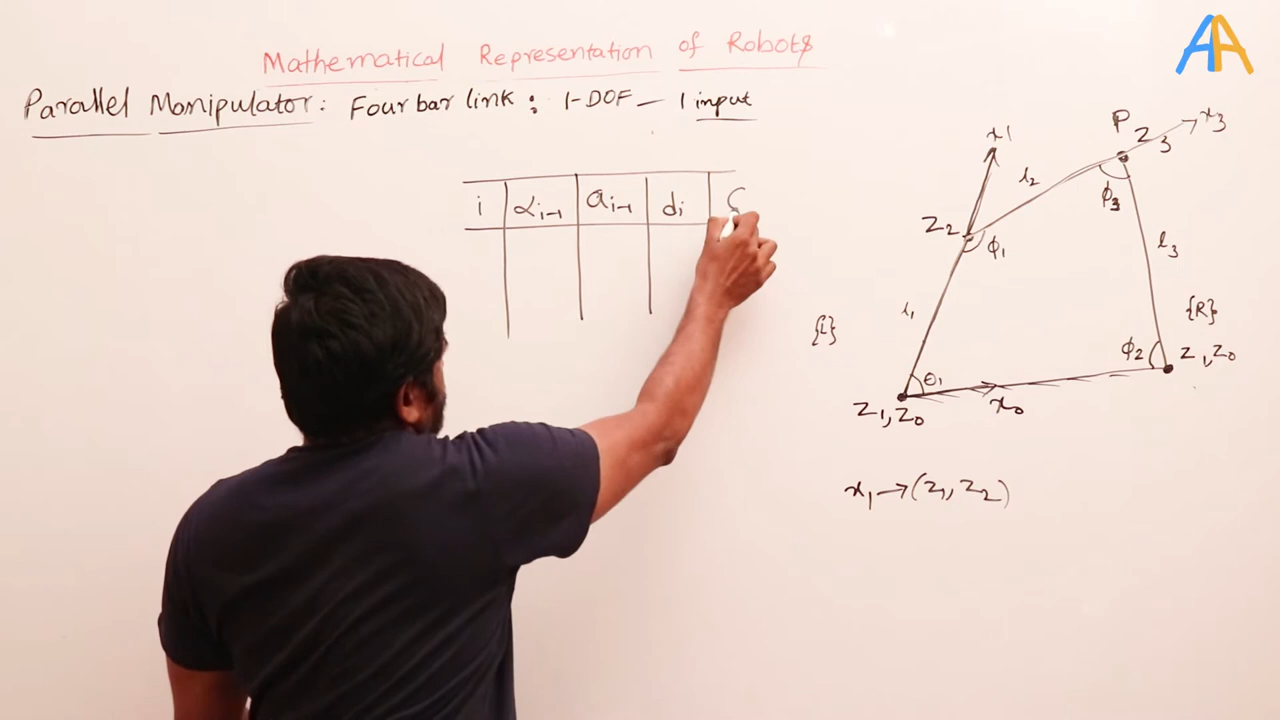 AA
Mathematical Representation of Robots
Parallel Manipulator: Four bar link : 1-DOF – 1 input
i αi-1 ai-1 di
x1
P
Z3
x3
l2
ϕ3
Z2
ϕ1
l3
l1
{L}
{R}
ϕ2
Z1, Z0
θ1
Z1, Z0
x0
x1 → (Z1, Z2)